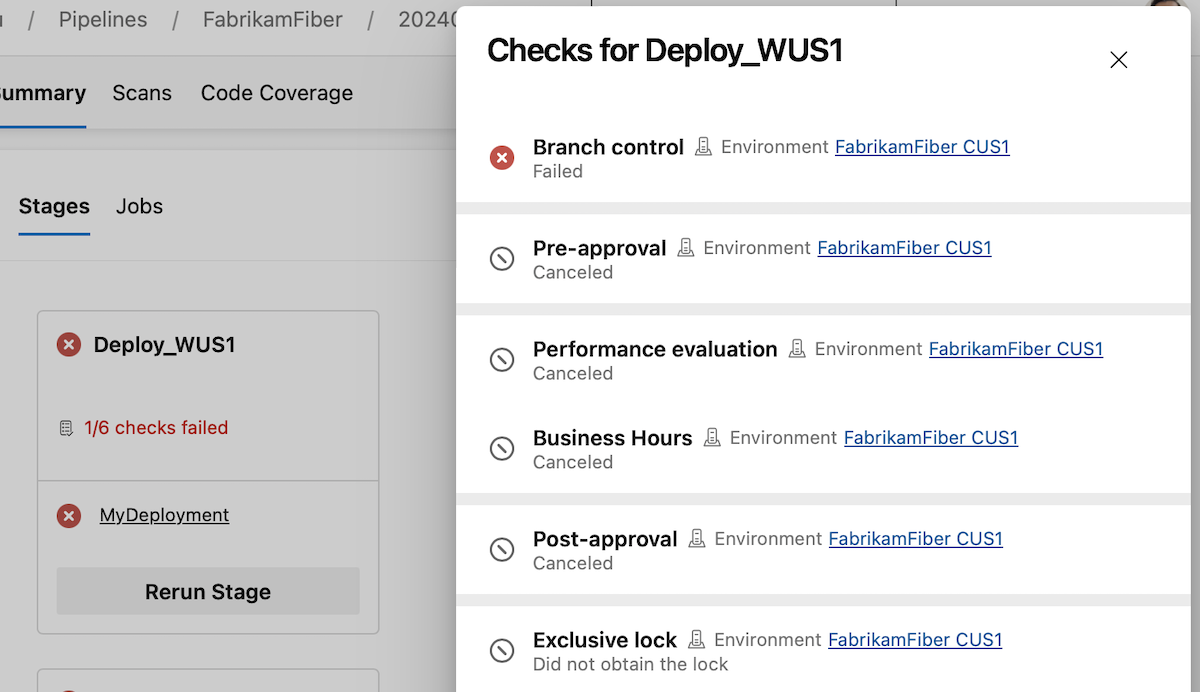 / Pipelines / FabrikamFiber /
Summary Scans Code Coverage
Stages Jobs
Deploy_WUS1
1/6 checks failed
MyDeployment
Rerun Stage
Checks for Deploy_WUS1
Branch control Environment FabrikamFiber CUS1
Failed
Pre-approval Environment FabrikamFiber CUS1
Canceled
Performance evaluation Environment FabrikamFiber CUS1
Canceled
Business Hours Environment FabrikamFiber CUS1
Canceled
Post-approval Environment FabrikamFiber CUS1
Canceled
Exclusive lock Environment FabrikamFiber CUS1
Did not obtain the lock